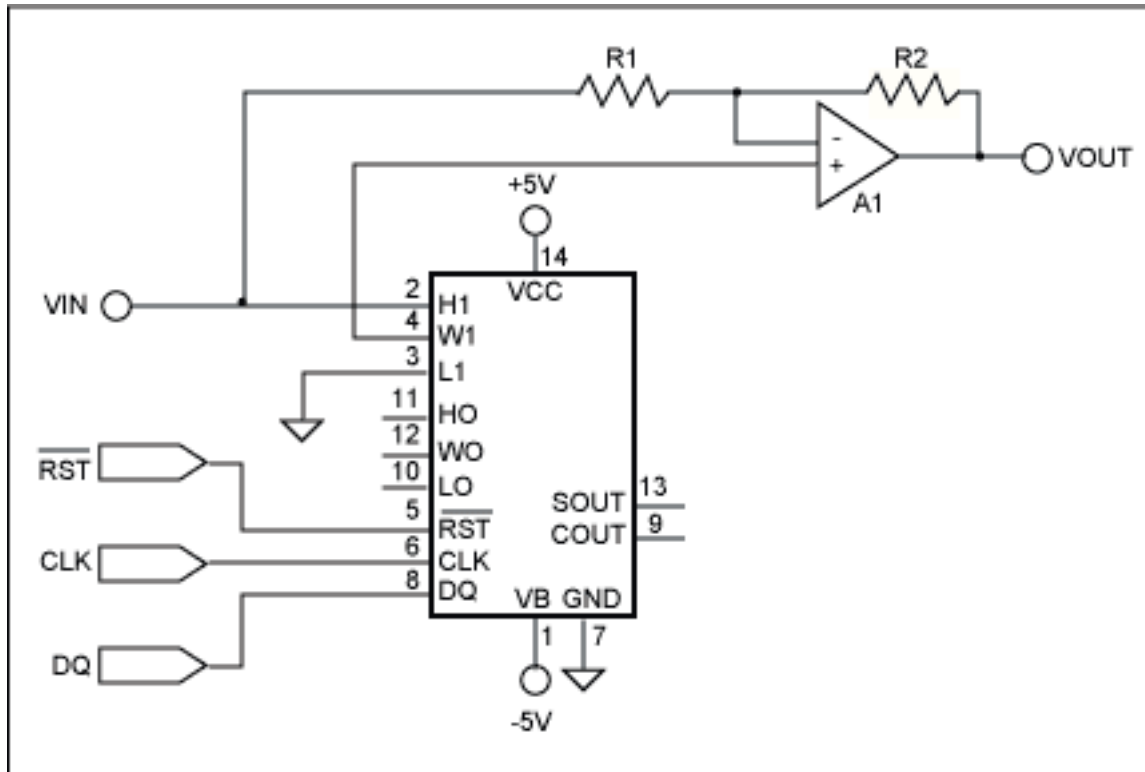 R1
R2
-
+
A1
VOUT
+5V
14
VCC
VIN
2
H1
4
W1
3
L1
11
HO
12
WO
10
LO
RST
5
RST
CLK
6
CLK
8
DQ
DQ
SOUT
13
COUT
9
VB
GND
1
7
-5V